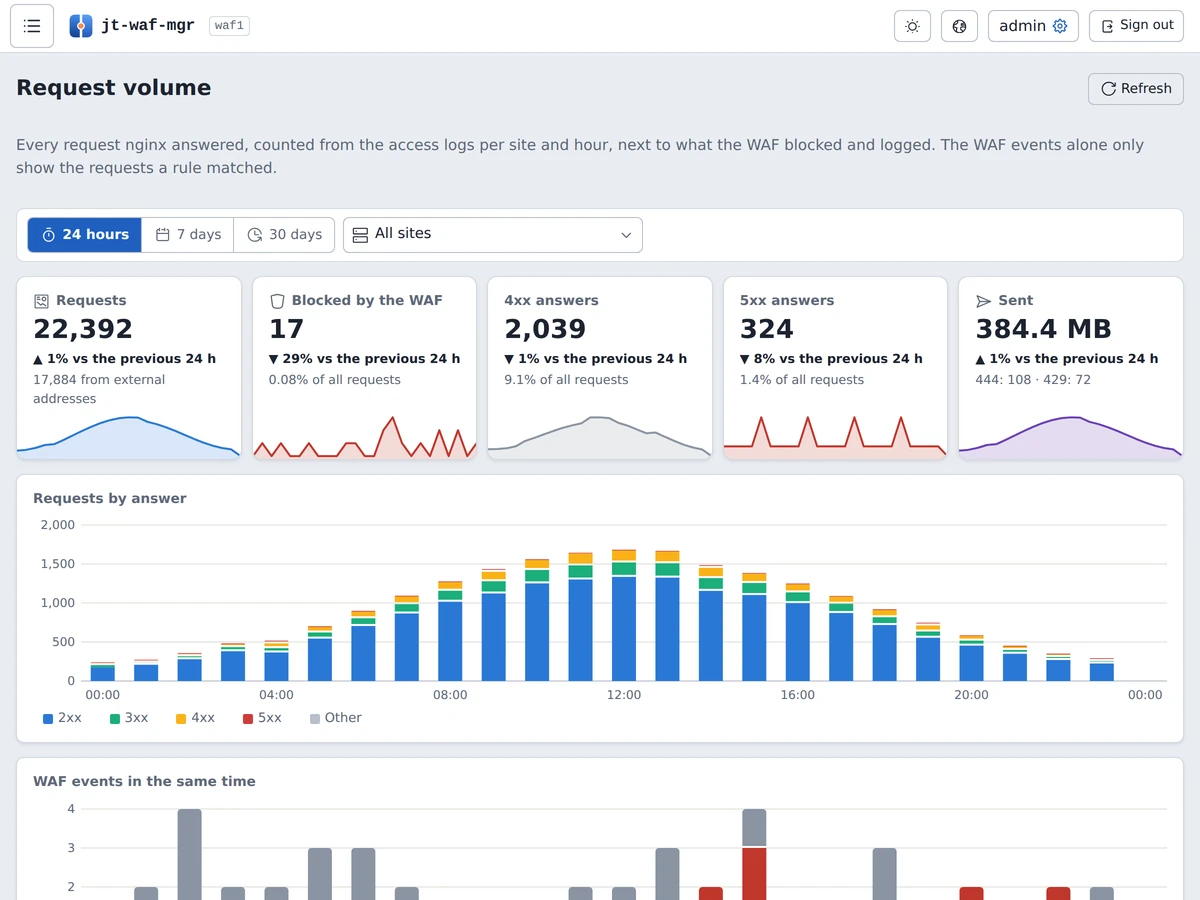 jt-waf-mgr waf1 admin Sign out
Request volume
Refresh
Every request nginx answered, counted from the access logs per site and hour, next to what the WAF blocked and logged. The WAF events alone only
show the requests a rule matched.
24 hours 7 days 30 days All sites
Requests
22,392
▲ 1% vs the previous 24 h
17,884 from external
addresses
Blocked by the WAF
17
▼ 29% vs the previous 24 h
0.08% of all requests
4xx answers
2,039
▼ 1% vs the previous 24 h
9.1% of all requests
5xx answers
324
▼ 8% vs the previous 24 h
1.4% of all requests
Sent
384.4 MB
▲ 1% vs the previous 24 h
444: 108 · 429: 72
Requests by answer
2,000
1,500
1,000
500
0
00:00 04:00 08:00 12:00 16:00 20:00 00:00
2xx 3xx 4xx 5xx Other
WAF events in the same time
4
3
2